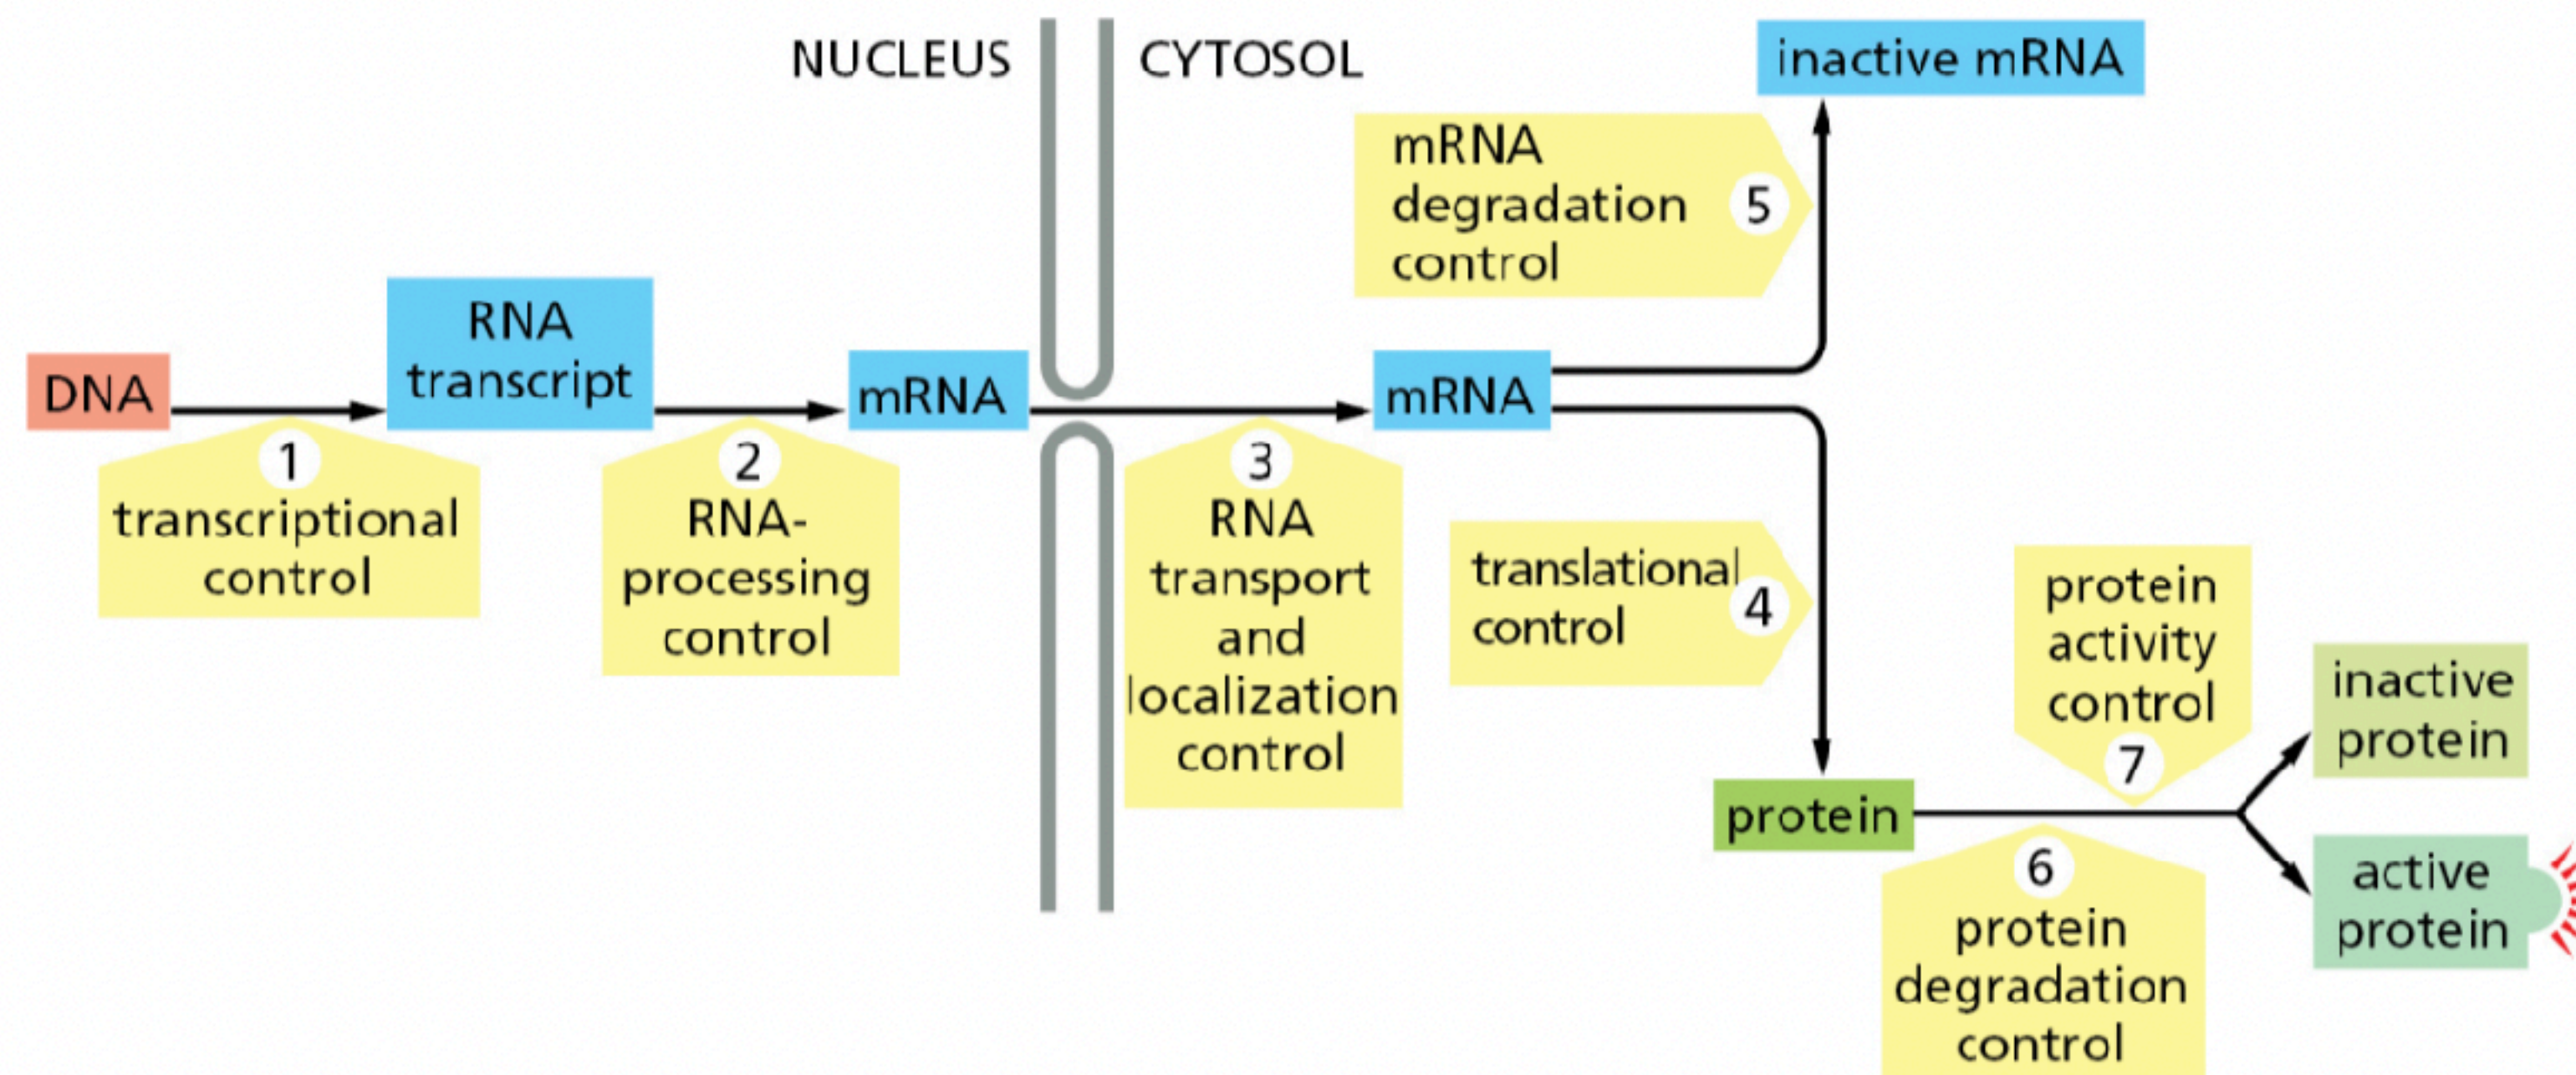 NUCLEUS
CYTOSOL
inactive mRNA
mRNA
degradation
control
5
DNA
RNA
transcript
mRNA
mRNA
1
transcriptional
control
2
RNA-
processing
control
3
RNA
transport
and
localization
control
translational
control
4
protein
activity
control
7
inactive
protein
protein
active
protein
6
protein
degradation
control